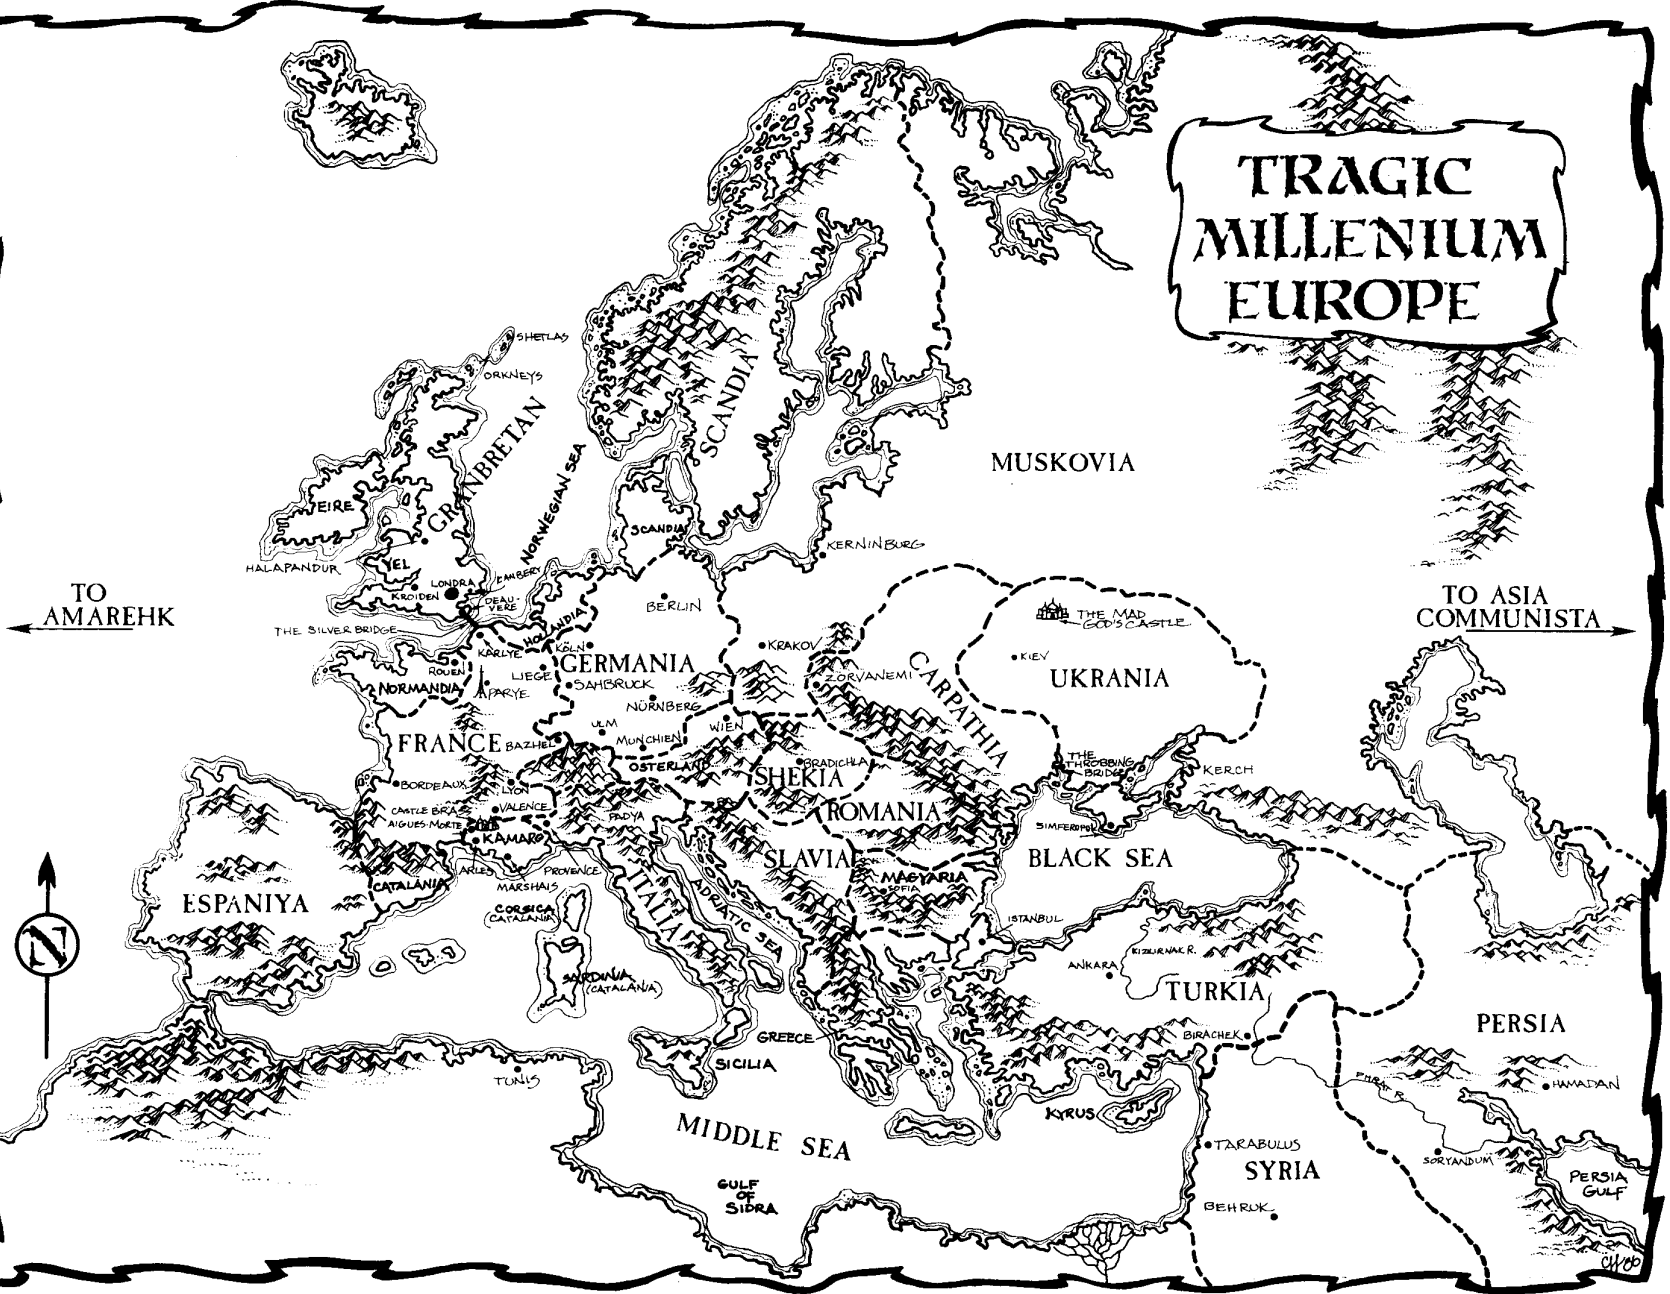 TRAGIC
MILLENIUM
EUROPE
SHETLAS
ORKNEYS
GRANBRETAN
NORWEGIAN SEA
SCANDIA
MUSKOVIA
EIRE
SCANDIA
HALAPANDUR
YEL
LONDRA
KROIDEN
CANBERY
DEAU-
VERE
KERNINBURG
TO
AMAREHK
TO ASIA
COMMUNISTA
THE SILVER BRIDGE
HOLLANDIA
BERLIN
THE MAD
GOD'S CASTLE
KARLYE
KÖLN
KRAKOV
KIEV
ROUEN
LIEGE
GERMANIA
ZORVANEMI
CARPATHIA
UKRANIA
NORMANDIA
PARYE
SAHBRUCK
NÜRNBERG
ULM
WIEN
FRANCE
BAZHEL
MUNCHIEN
OSTERLAND
BRADICHLA
SHEKIA
THE
THROBBING
BRIDGE
KERCH
BORDEAUX
LYON
CASTLE BRASS
VALENCE
AIGUES-MORTE
PADYA
ROMANIA
SIMFEROPOL
KAMARG
SLAVIA
BLACK SEA
ESPANIYA
CATALANIA
ARLES
MARSHAIS
PROVENCE
MAGYARIA
SOFIA
CORSICA
(CATALANIA)
ITALIA
ADRIATIC SEA
ISTANBUL
KIZILIRNAK R.
ANKARA
SARDINIA
(CATALANIA)
TURKIA
N
GREECE
BIRACHEK
PERSIA
SICILIA
TUNIS
HAMADAN
KYRUS
MIDDLE SEA
TARABULUS
SORYANDUM
SYRIA
PERSIA
GULF
GULF
OF
SIDRA
BEHRUK